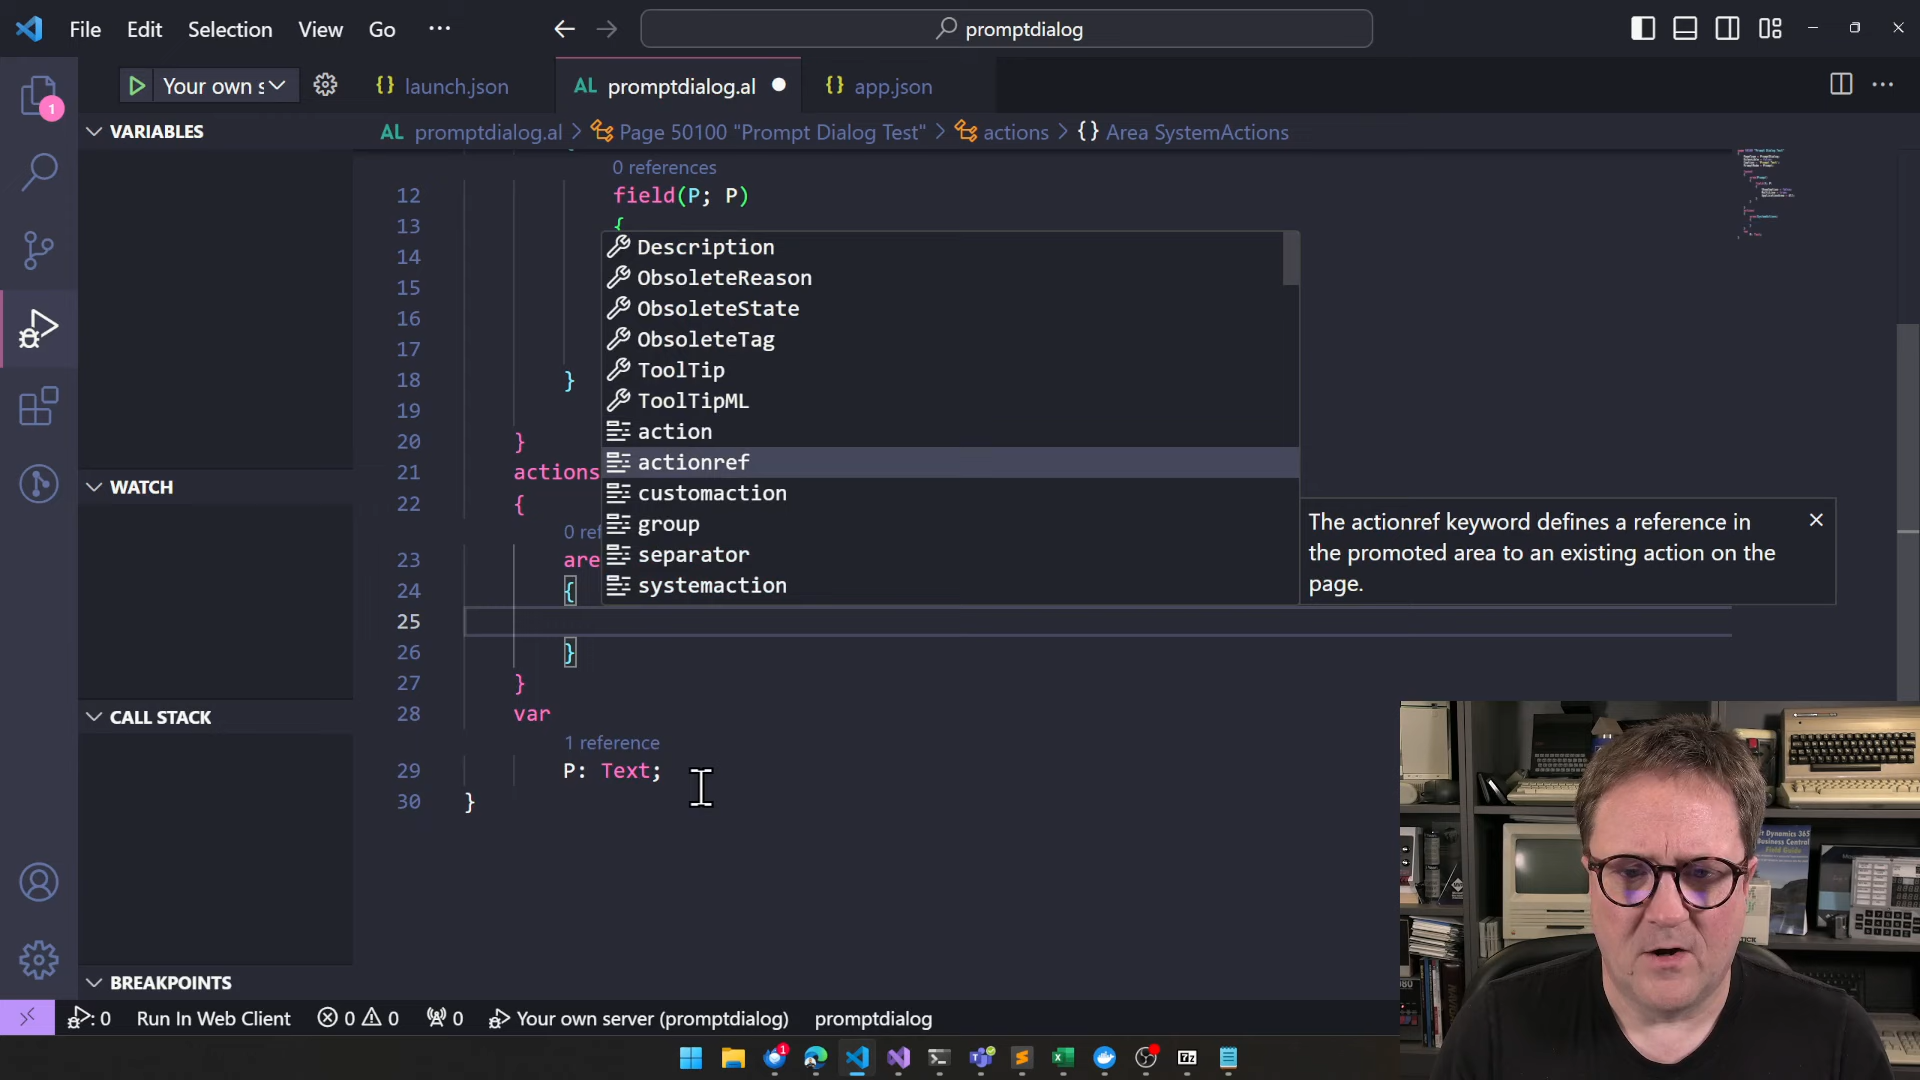 File Edit Selection View Go ··· promptdialog
Your own s launch.json promptdialog.al app.json
VARIABLES
promptdialog.al > Page 50100 "Prompt Dialog Test" > actions > {} Area SystemActions
0 references
12 field(P; P)
13 {
14 Description
ObsoleteReason
15
16 ObsoleteState
17 ObsoleteTag
18 } ToolTip
19 ToolTipML
20 } action
21 actions actionref
WATCH
22 { customaction
0 ref group
23 are separator
24 { systemaction
The actionref keyword defines a reference in
the promoted area to an existing action on the
page.
25
26 }
27 }
28 var
CALL STACK
1 reference
29 P: Text;
30 }
BREAKPOINTS
: 0 Run In Web Client 0 0 0 Your own server (promptdialog) promptdialog